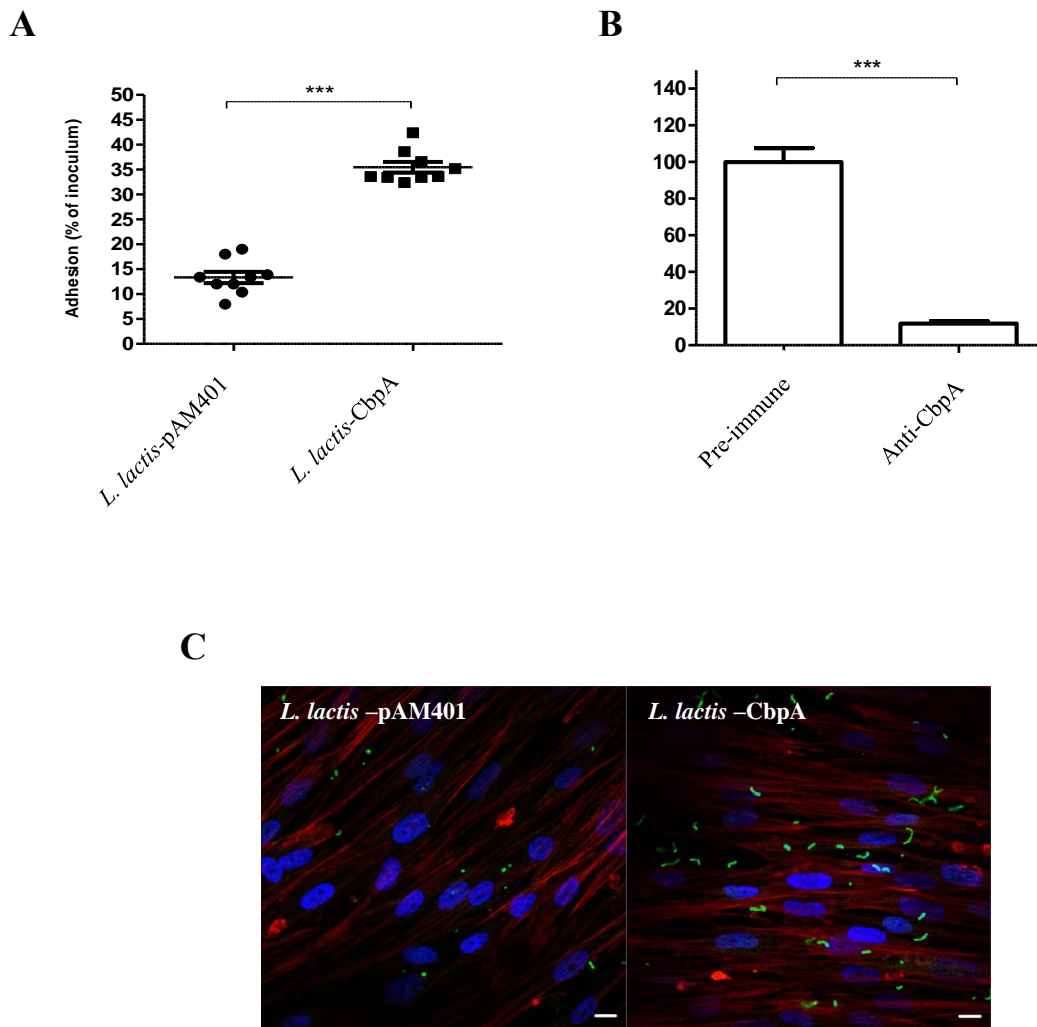 A
B
***
***
50
45
40
35
30
25
20
15
10
5
0
Adhesion (% of inoculum)
L. lactis-pAM401
L. lactis-CbpA
140
120
100
80
60
40
20
0
Pre-immune
Anti-CbpA
C
L. lactis –pAM401
L. lactis –CbpA